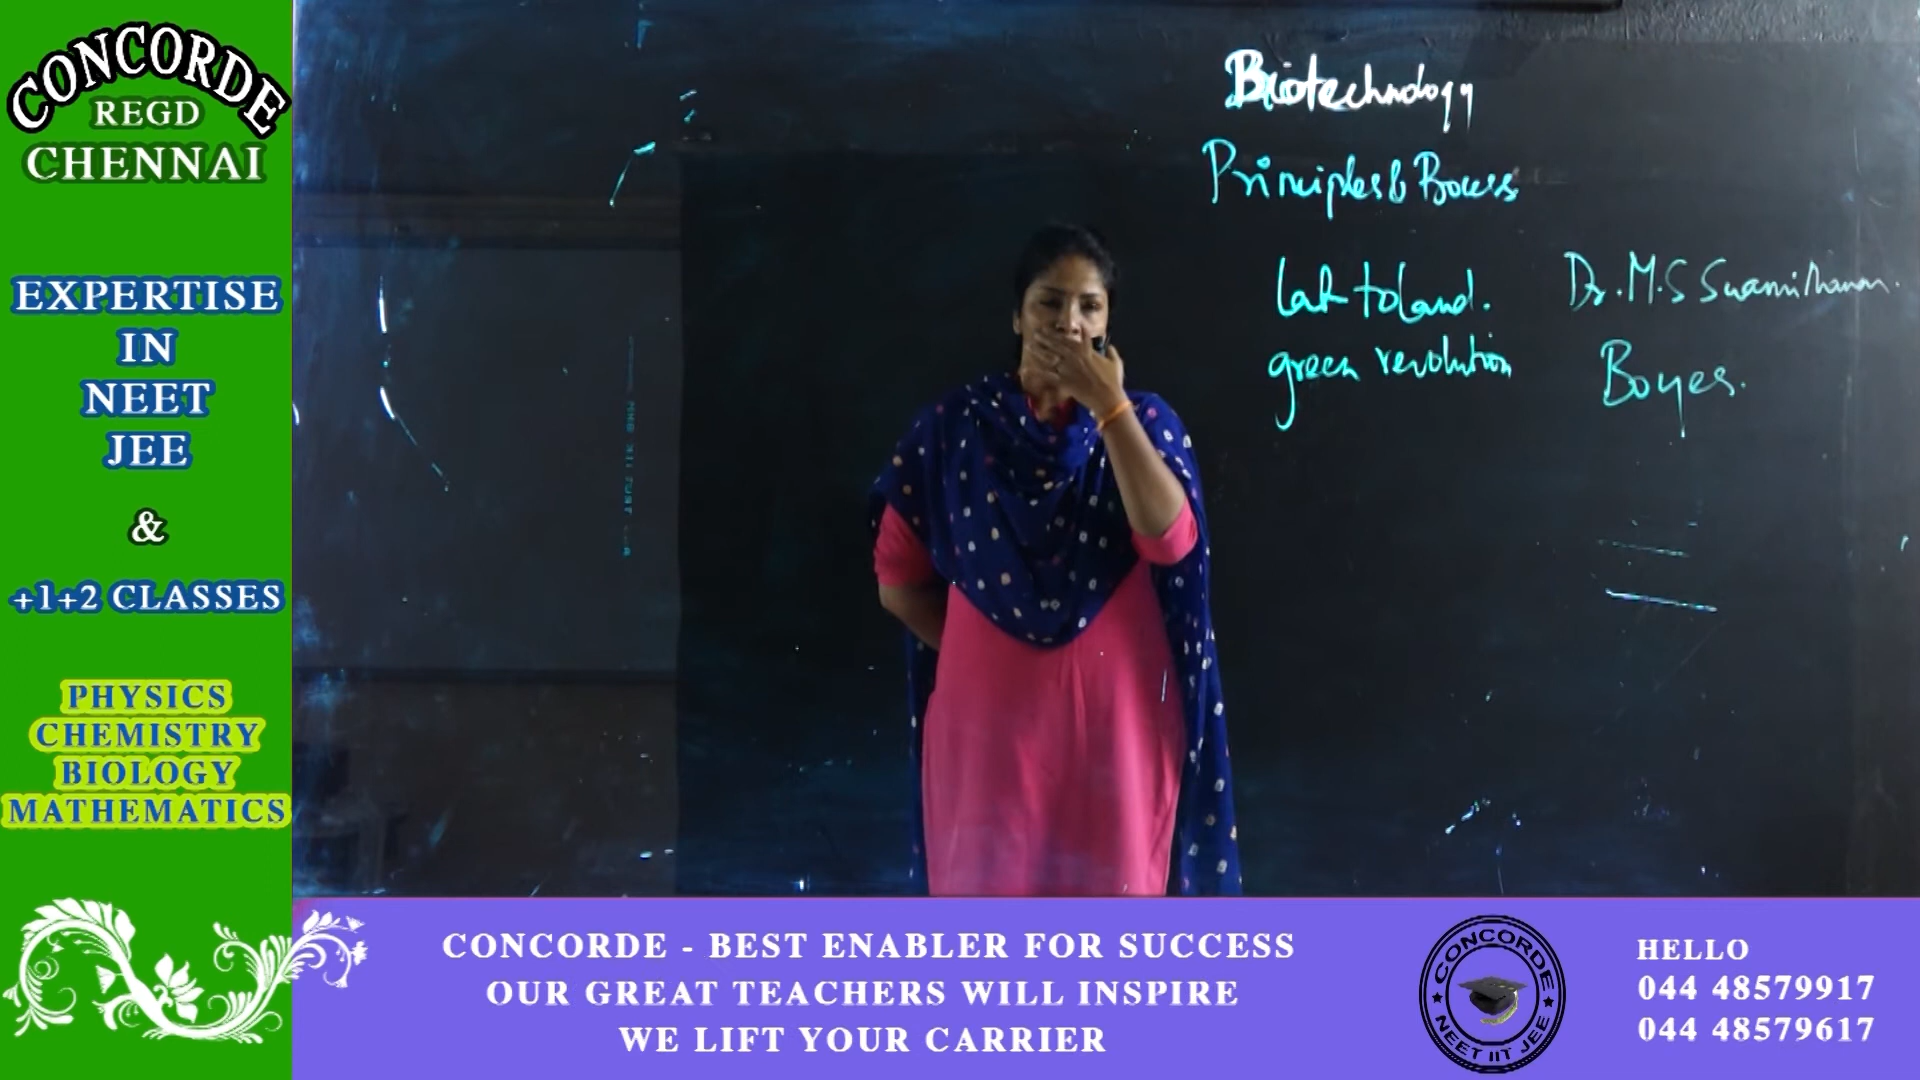 CONCORDE
REGD
CHENNAI
EXPERTISE
IN
NEET
JEE
&
+1+2 CLASSES
PHYSICS
CHEMISTRY
BIOLOGY
MATHEMATICS
Biotechnology
Principles &
lab to land.
Dr. M.S Swaminathan.
green revolution
Boyer.
CONCORDE - BEST ENABLER FOR SUCCESS
OUR GREAT TEACHERS WILL INSPIRE
WE LIFT YOUR CARRIER
CONCORDE
NEET IIT JEE
HELLO
044 48579917
044 48579617